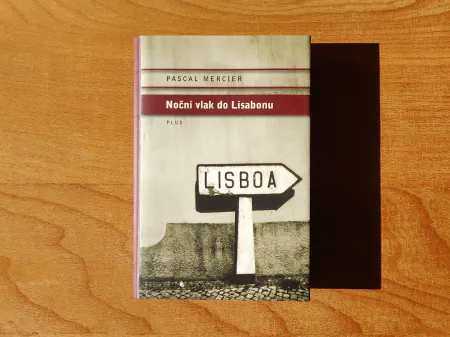 PASCAL MERCIER
Noční vlak do Lisabonu
PLUS
LISBOA